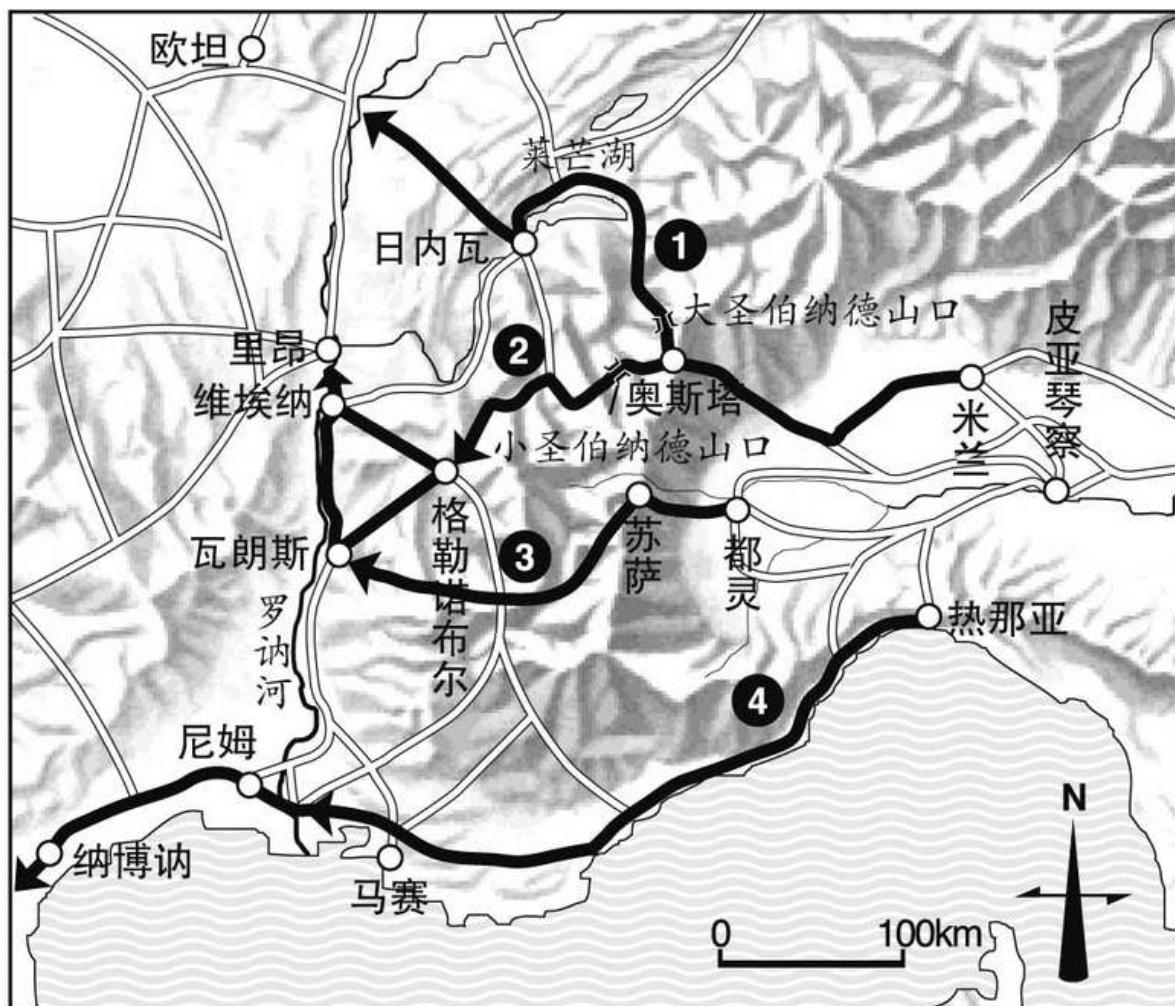 欧坦
莱芒湖
日内瓦
1
大圣伯纳德山口
里昂
2
皮亚琴察
维埃纳
奥斯塔
米兰
小圣伯纳德山口
格勒诺布尔
瓦朗斯
3
苏萨
都灵
罗讷河
热那亚
4
尼姆
纳博讷
马赛
N
0
100km